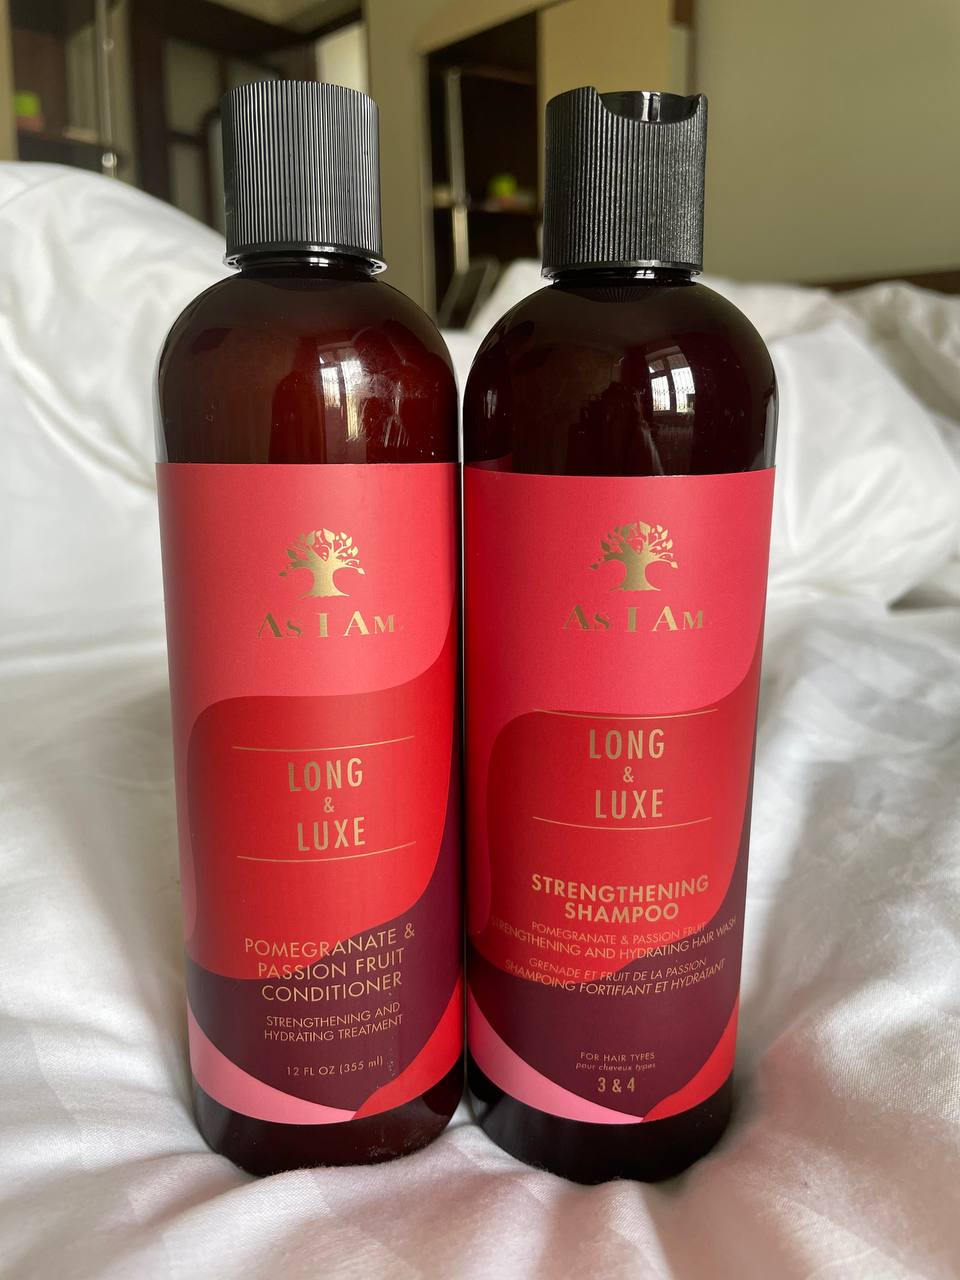 As I Am
LONG
&
LUXE
POMEGRANATE &
PASSION FRUIT
CONDITIONER
STRENGTHENING AND
HYDRATING TREATMENT
12 FL OZ (355 ml)
As I Am
LONG
&
LUXE
STRENGTHENING
SHAMPOO
POMEGRANATE & PASSION FRUIT
STRENGTHENING AND HYDRATING HAIR WASH
GRENADE ET FRUIT DE LA PASSION
SHAMPOING FORTIFIANT ET HYDRATANT
FOR HAIR TYPES
pour cheveux types
3 & 4